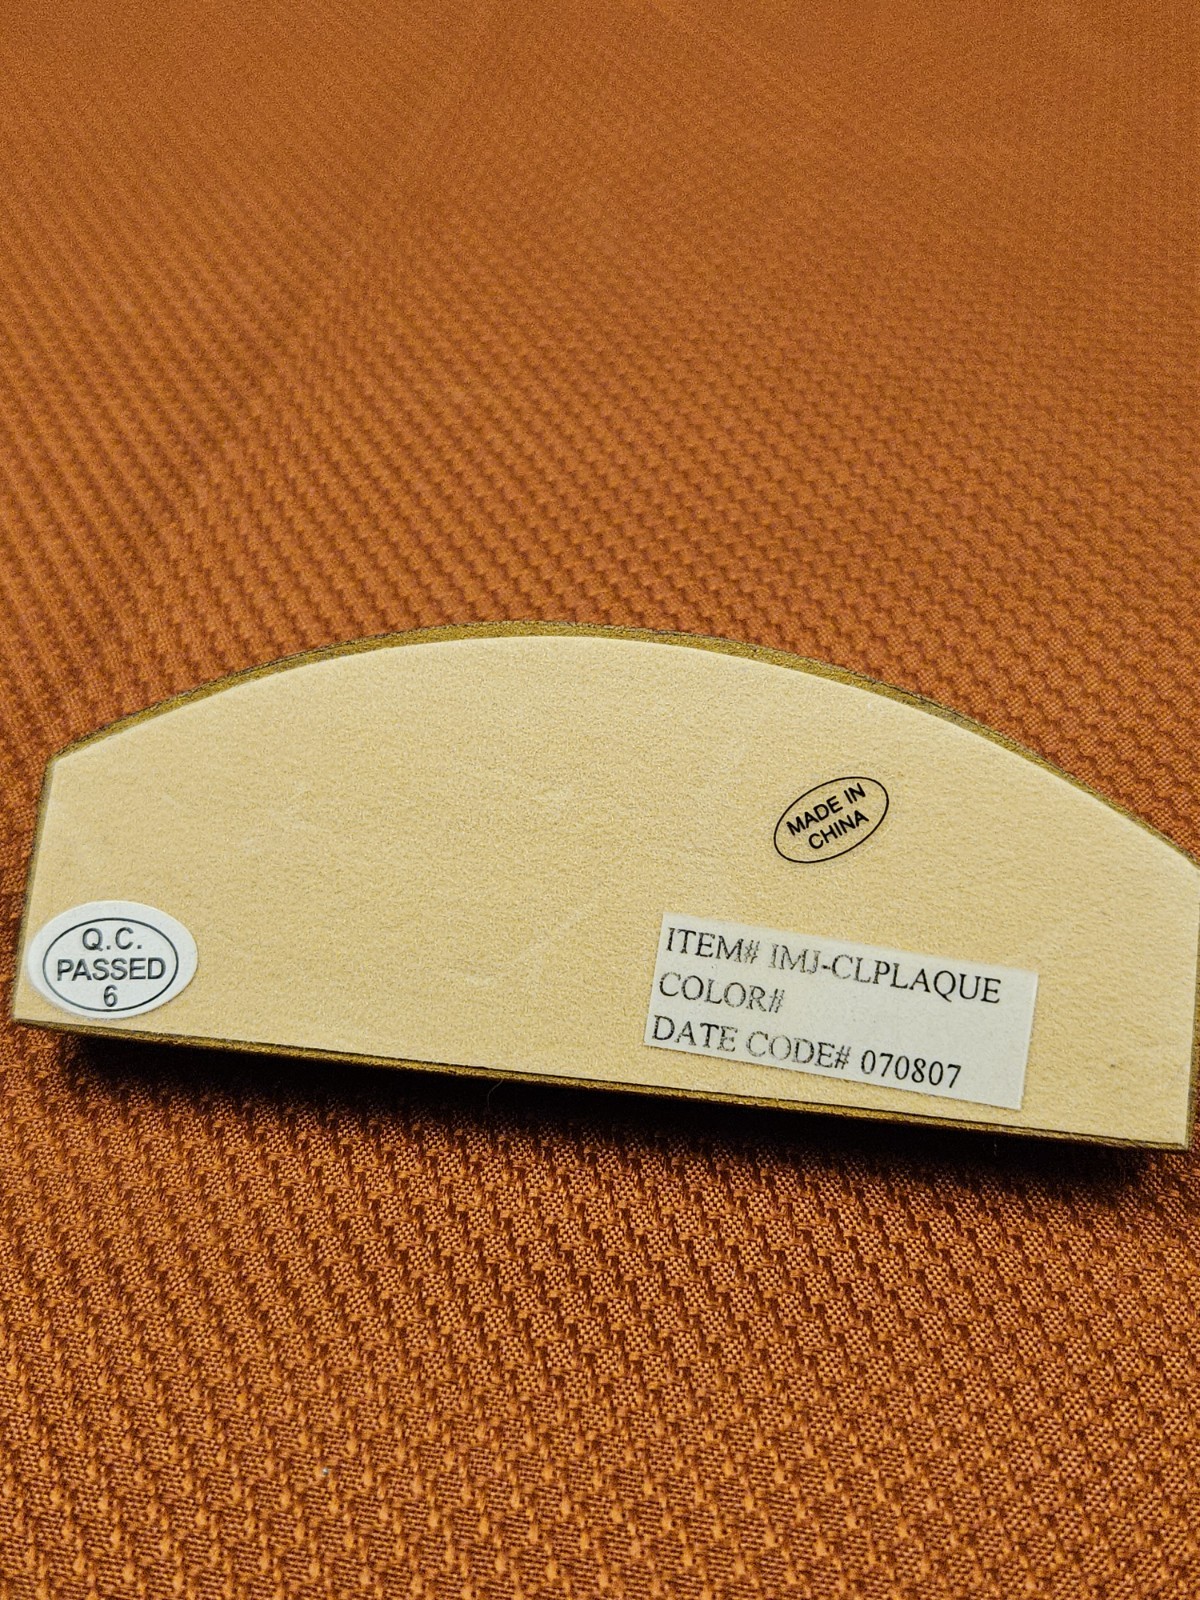 MADE IN
CHINA
Q.C.
PASSED
6
ITEM# IMJ-CLPLAQUE
COLOR#
DATE CODE# 070807